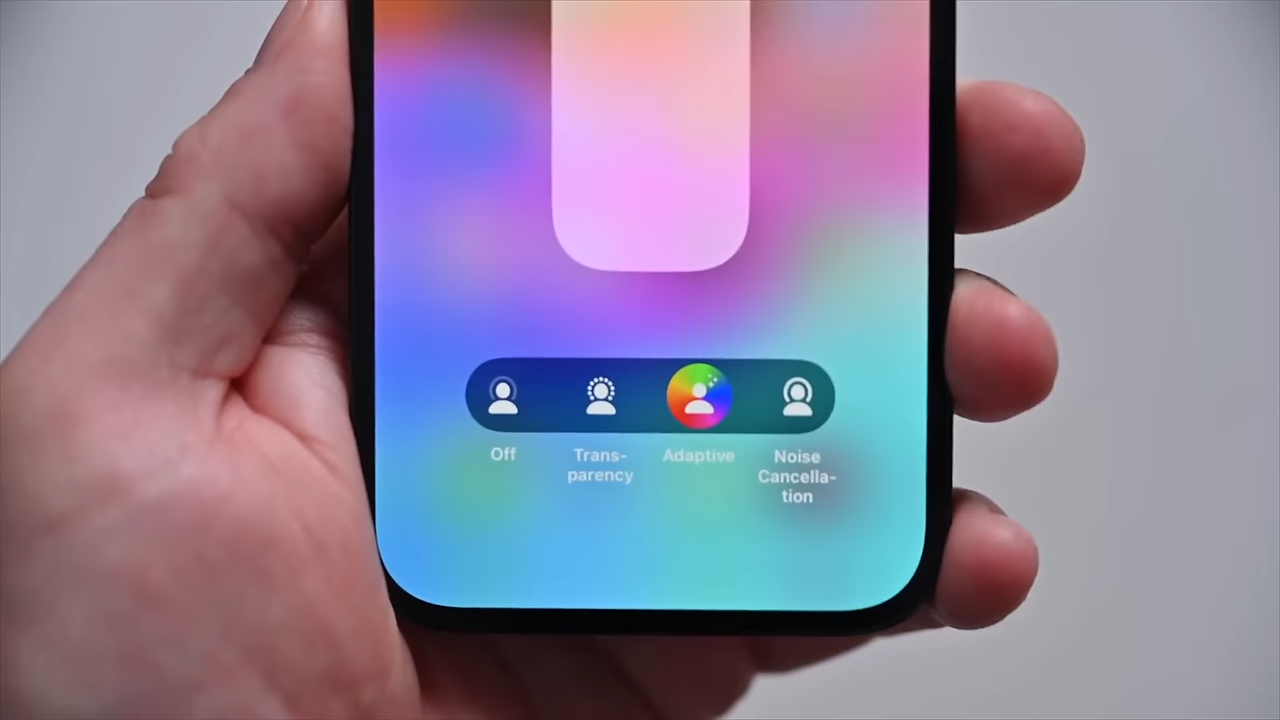 Off
Trans-
parency
Adaptive
Noise
Cancella-
tion